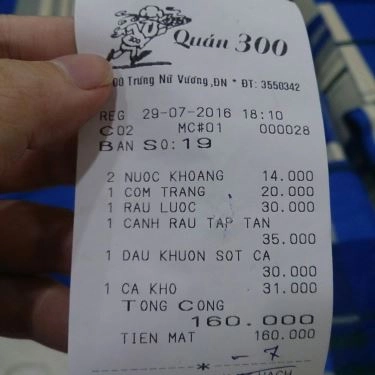 Quán 300
00 Trưng Nữ Vương,ĐN * ĐT: 3550342
REG 29-07-2016 18:10
C02 MC#01 000028
BAN SO:19
2 NUOC KHOANG 14.000
1 COM TRANG 20.000
1 RAU LUOC 30.000
1 CANH RAU TAP TAN
35.000
1 DAU KHUON SOT CA
30.000
1 CA KHO 31.000
TONG CONG
160.000
TIEN MAT 160.000
- 7
*